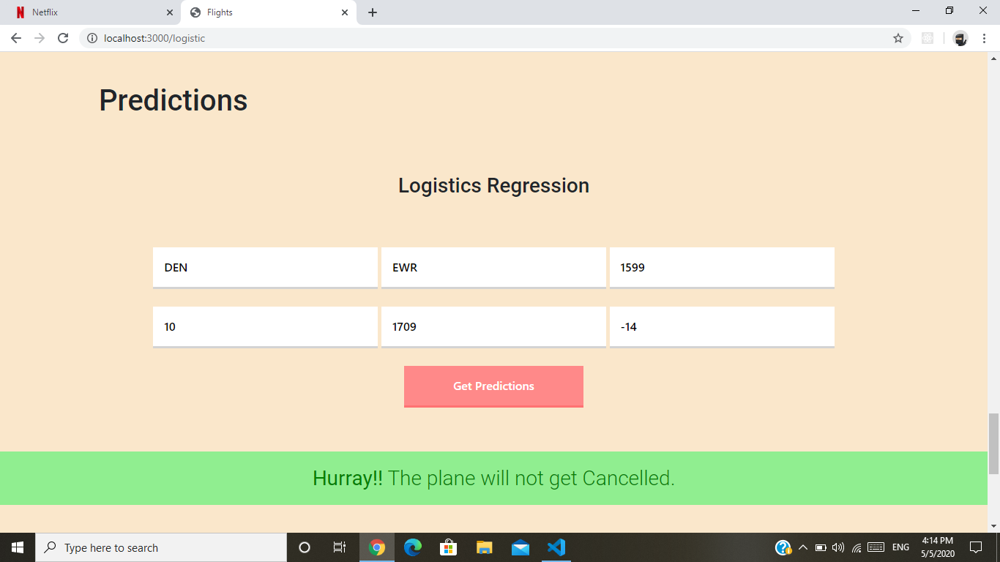 Netflix
Flights
localhost:3000/logistic
Predictions
Logistics Regression
DEN EWR 1599
10 1709 -14
Get Predictions
Hurray!! The plane will not get Cancelled.
Type here to search
ENG
4:14 PM
5/5/2020